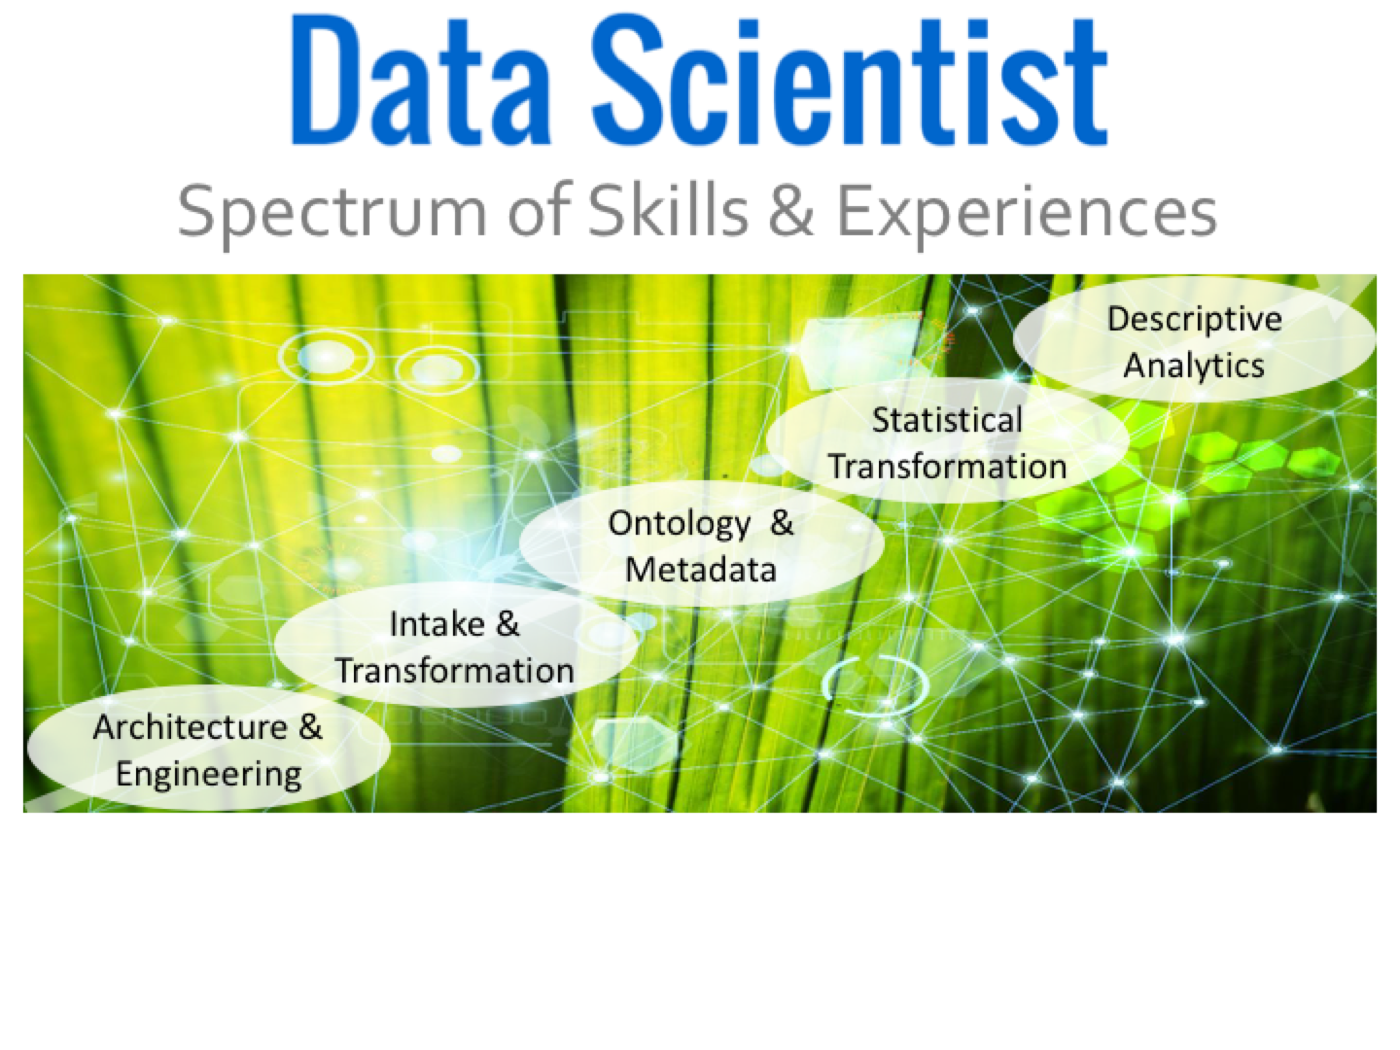 Data Scientist
Spectrum of Skills & Experiences
Descriptive
Analytics
Statistical
Transformation
Ontology &
Metadata
Intake &
Transformation
Architecture &
Engineering